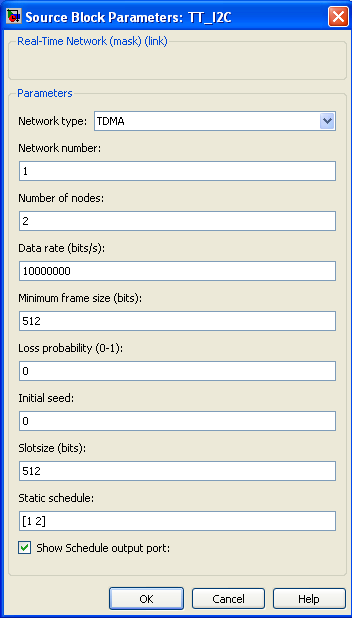 Source Block Parameters: TT_I2C
Real-Time Network (mask) (link)
Parameters
Network type: TDMA
Network number:
1
Number of nodes:
2
Data rate (bits/s):
10000000
Minimum frame size (bits):
512
Loss probability (0-1):
0
Initial seed:
0
Slotsize (bits):
512
Static schedule:
[1 2]
Show Schedule output port:
OK Cancel Help